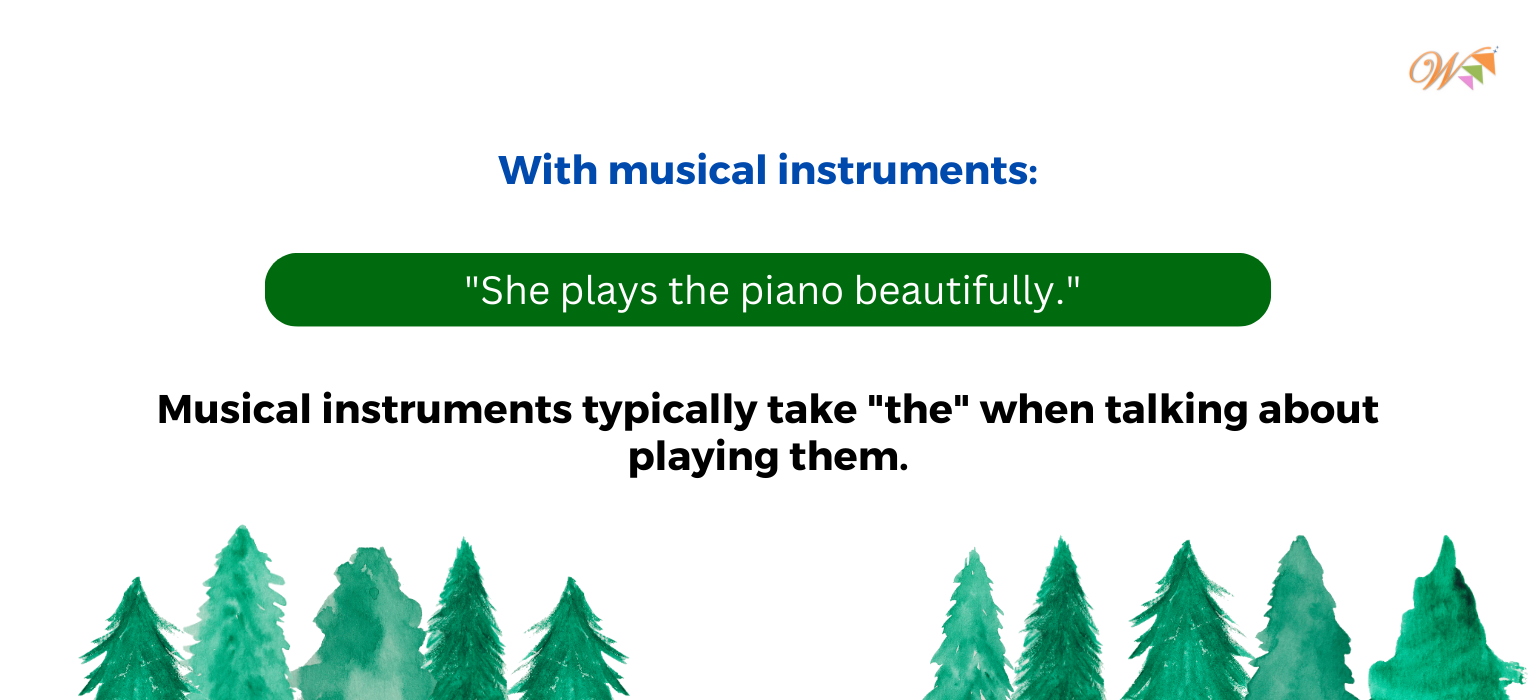 W
With musical instruments:
"She plays the piano beautifully."
Musical instruments typically take "the" when talking about
playing them.